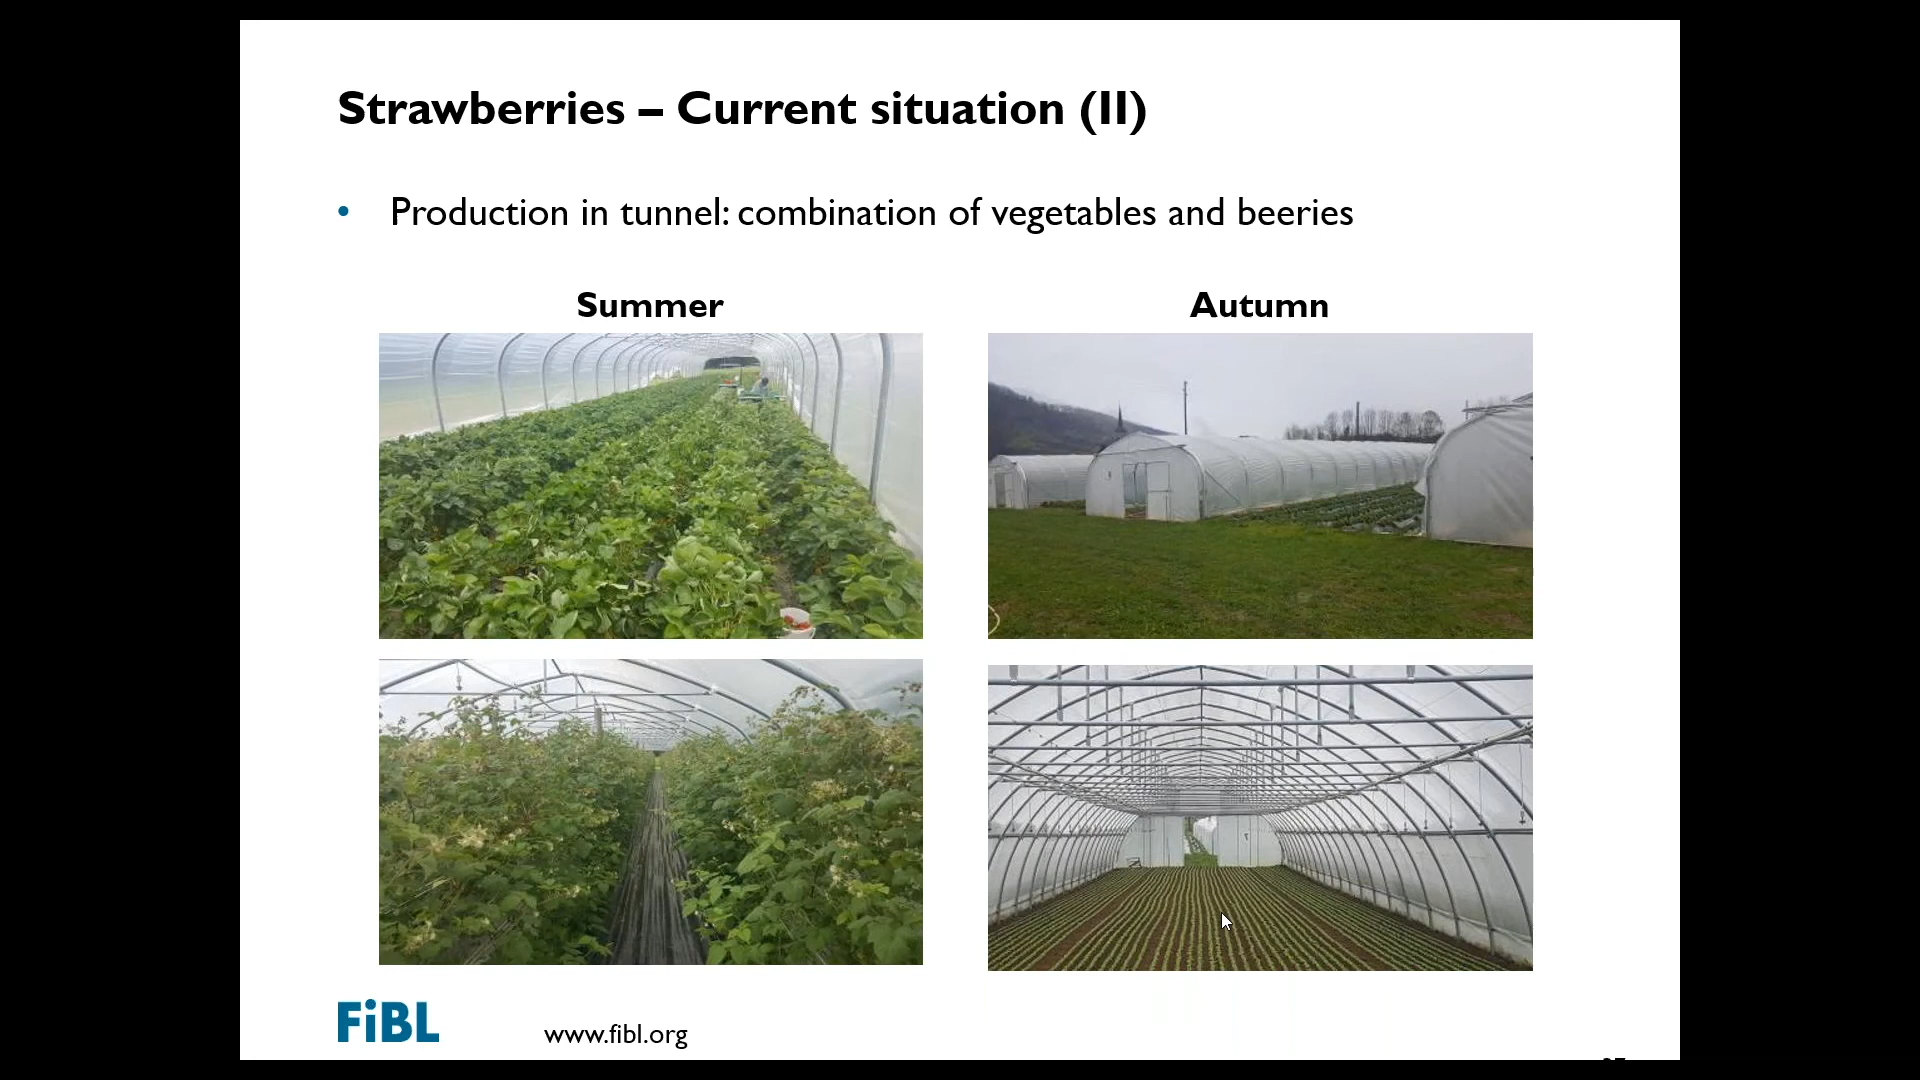 Strawberries – Current situation (II)
• Production in tunnel: combination of vegetables and beeries
Summer
Autumn
FiBL
www.fibl.org